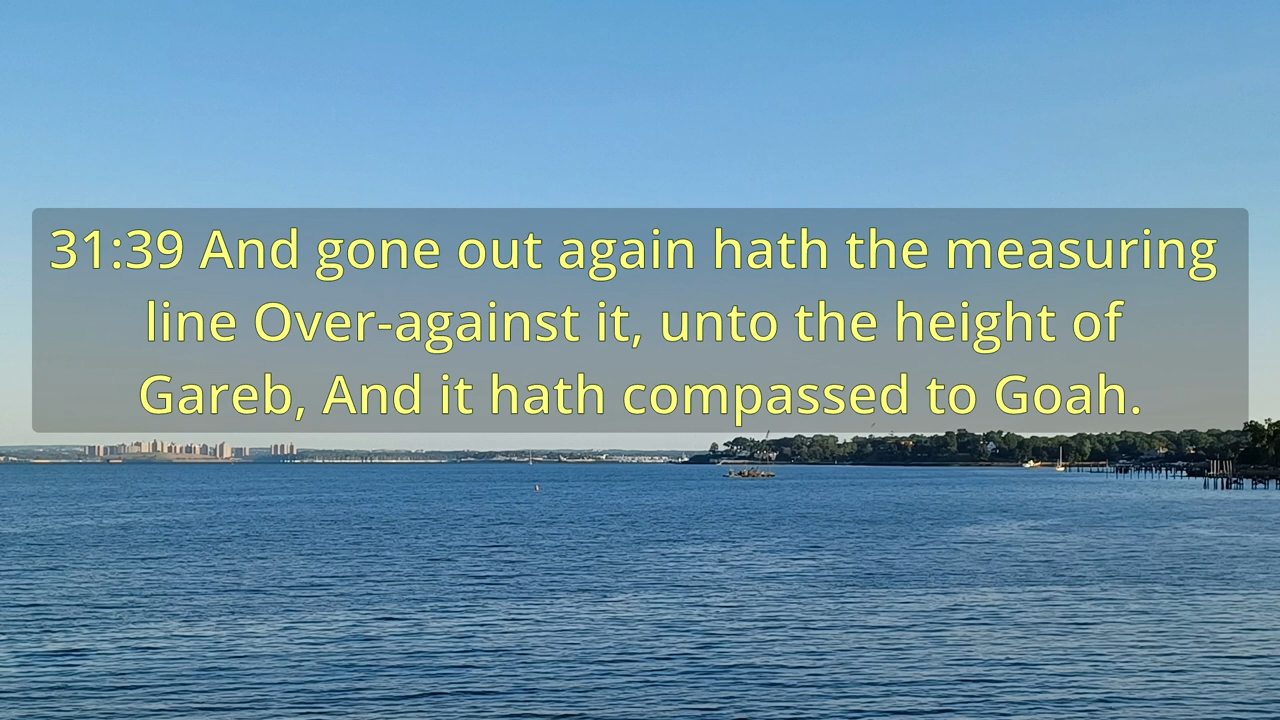 31:39 And gone out again hath the measuring
line Over-against it, unto the height of
Gareb, And it hath compassed to Goah.